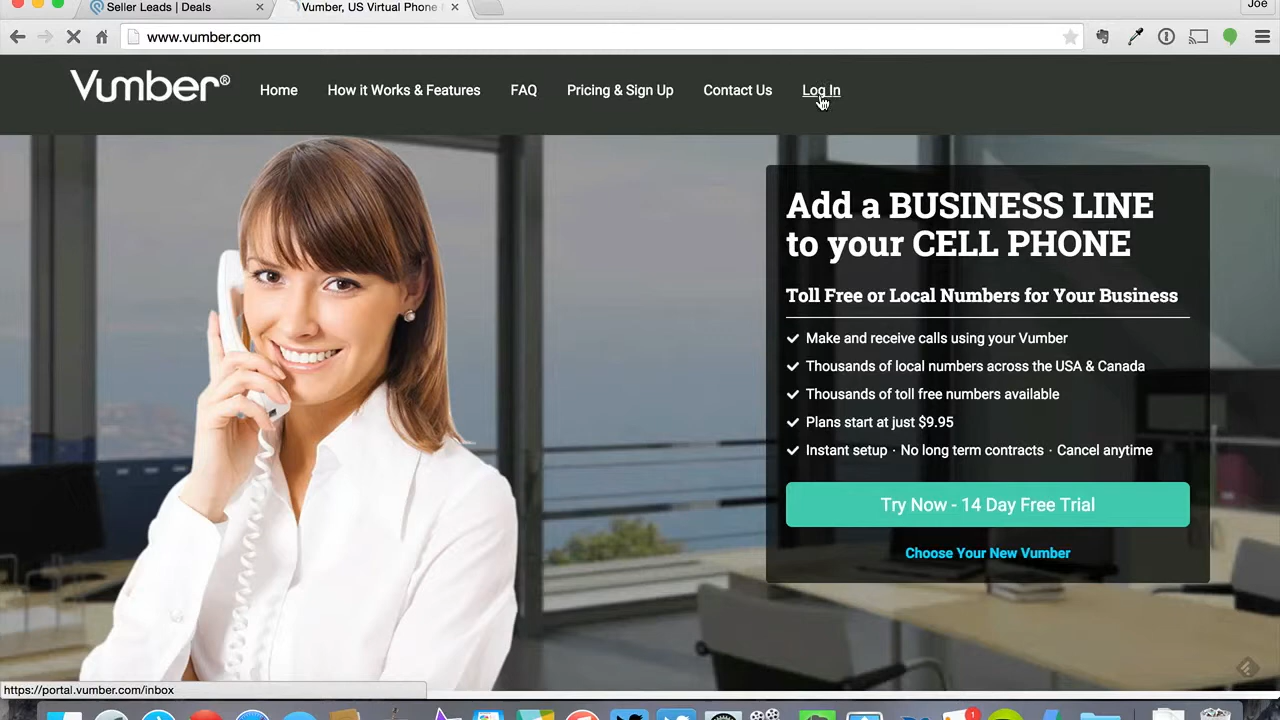 Seller Leads | Deals
Vumber, US Virtual Phone
Joe
www.vumber.com
Vumber®
Home
How it Works & Features
FAQ
Pricing & Sign Up
Contact Us
Log In
Add a BUSINESS LINE
to your CELL PHONE
Toll Free or Local Numbers for Your Business
Make and receive calls using your Vumber
Thousands of local numbers across the USA & Canada
Thousands of toll free numbers available
Plans start at just $9.95
Instant setup · No long term contracts · Cancel anytime
Try Now - 14 Day Free Trial
Choose Your New Vumber
https://portal.vumber.com/inbox
1